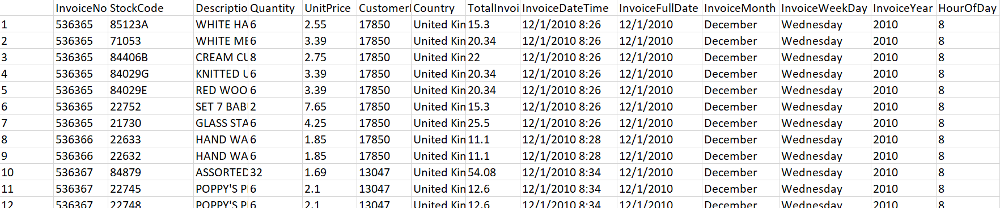 InvoiceNo StockCode Descriptio Quantity UnitPrice Customer Country TotalInvoi InvoiceDateTime InvoiceFullDate InvoiceMonth InvoiceWeekDay InvoiceYear HourOfDay
1 536365 85123A WHITE HA 6 2.55 17850 United Kin 15.3 12/1/2010 8:26 12/1/2010 December Wednesday 2010 8
2 536365 71053 WHITE ME 6 3.39 17850 United Kin 20.34 12/1/2010 8:26 12/1/2010 December Wednesday 2010 8
3 536365 84406B CREAM CU 8 2.75 17850 United Kin 22 12/1/2010 8:26 12/1/2010 December Wednesday 2010 8
4 536365 84029G KNITTED U 6 3.39 17850 United Kin 20.34 12/1/2010 8:26 12/1/2010 December Wednesday 2010 8
5 536365 84029E RED WOO 6 3.39 17850 United Kin 20.34 12/1/2010 8:26 12/1/2010 December Wednesday 2010 8
6 536365 22752 SET 7 BAB 2 7.65 17850 United Kin 15.3 12/1/2010 8:26 12/1/2010 December Wednesday 2010 8
7 536365 21730 GLASS STA 6 4.25 17850 United Kin 25.5 12/1/2010 8:26 12/1/2010 December Wednesday 2010 8
8 536366 22633 HAND WA 6 1.85 17850 United Kin 11.1 12/1/2010 8:28 12/1/2010 December Wednesday 2010 8
9 536366 22632 HAND WA 6 1.85 17850 United Kin 11.1 12/1/2010 8:28 12/1/2010 December Wednesday 2010 8
10 536367 84879 ASSORTED 32 1.69 13047 United Kin 54.08 12/1/2010 8:34 12/1/2010 December Wednesday 2010 8
11 536367 22745 POPPY'S P 6 2.1 13047 United Kin 12.6 12/1/2010 8:34 12/1/2010 December Wednesday 2010 8
12 536367 22748 POPPY'S P 6 2.1 13047 United Kin 12.6 12/1/2010 8:34 12/1/2010 December Wednesday 2010 8